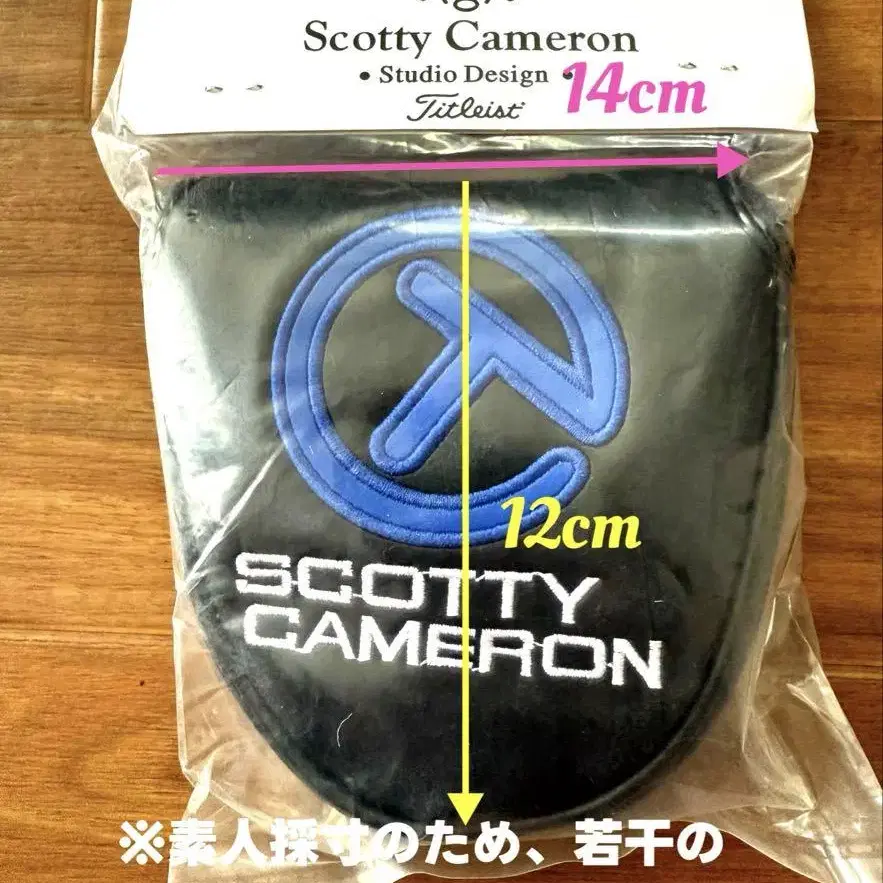 Scotty Cameron
• Studio Design •
Titleist
14cm
12cm
SCOTTY
CAMERON
※素人採寸のため、若干の